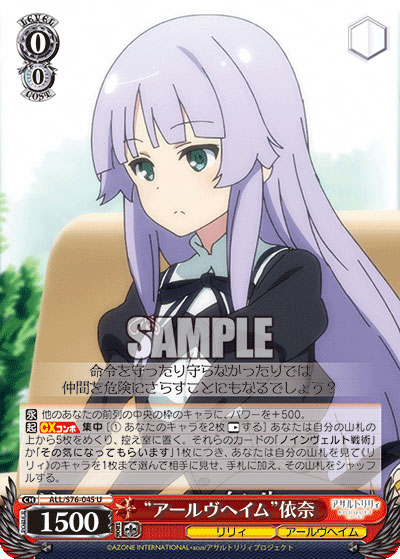 LEVEL
0
0
COST
SAMPLE
命令を守ったり守らなかったりでは
仲間を危険にさらすことにもなるでしょう?
永 他のあなたの前列の中央の枠のキャラに、パワーを+500。
起 CXコンボ 集中 [① あなたのキャラを2枚する] あなたは自分の山札
の上から5枚をめくり、控え室に置く。それらのカードの「ノインヴェルト戦術」
か「その気になってもらいます」1枚につき、あなたは自分の山札を見て《リ
リィ》のキャラを1枚まで選んで相手に見せ、手札に加え、その山札をシャッフ
ルする。
CH ALL/S76-045 U
1500
“アールヴヘイム”依奈
アサルトリリィ
リリィ
アールヴヘイム
©AZONE INTERNATIONAL・acus/アサルトリリィプロジェクト